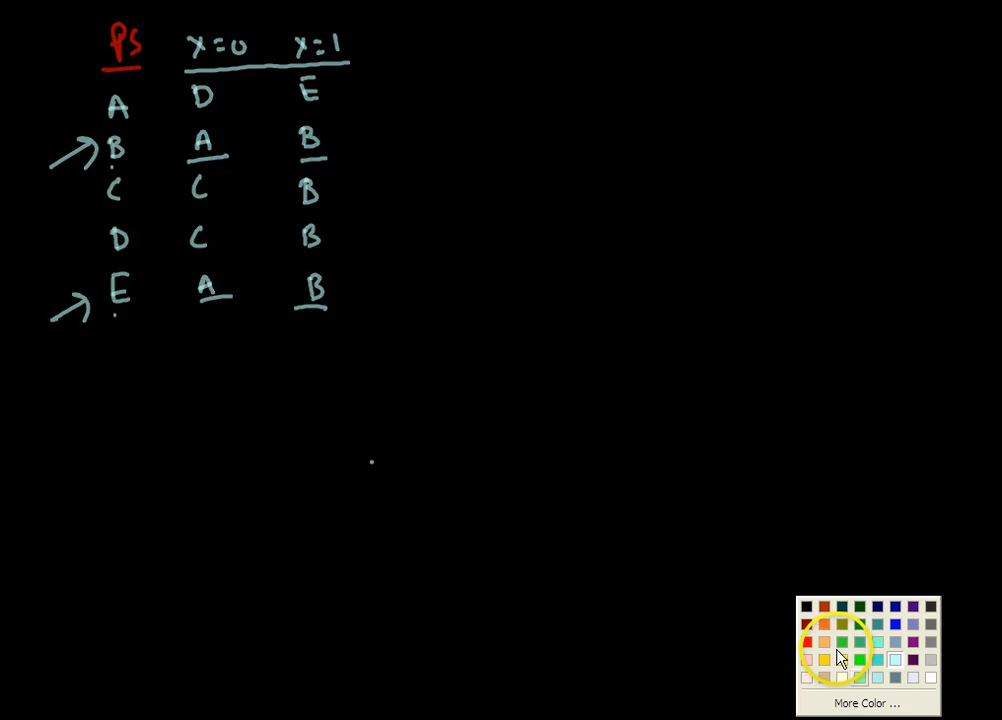 PS x=0 x=1
A D E
B A B
C C B
D C B
E A B
More Color ...